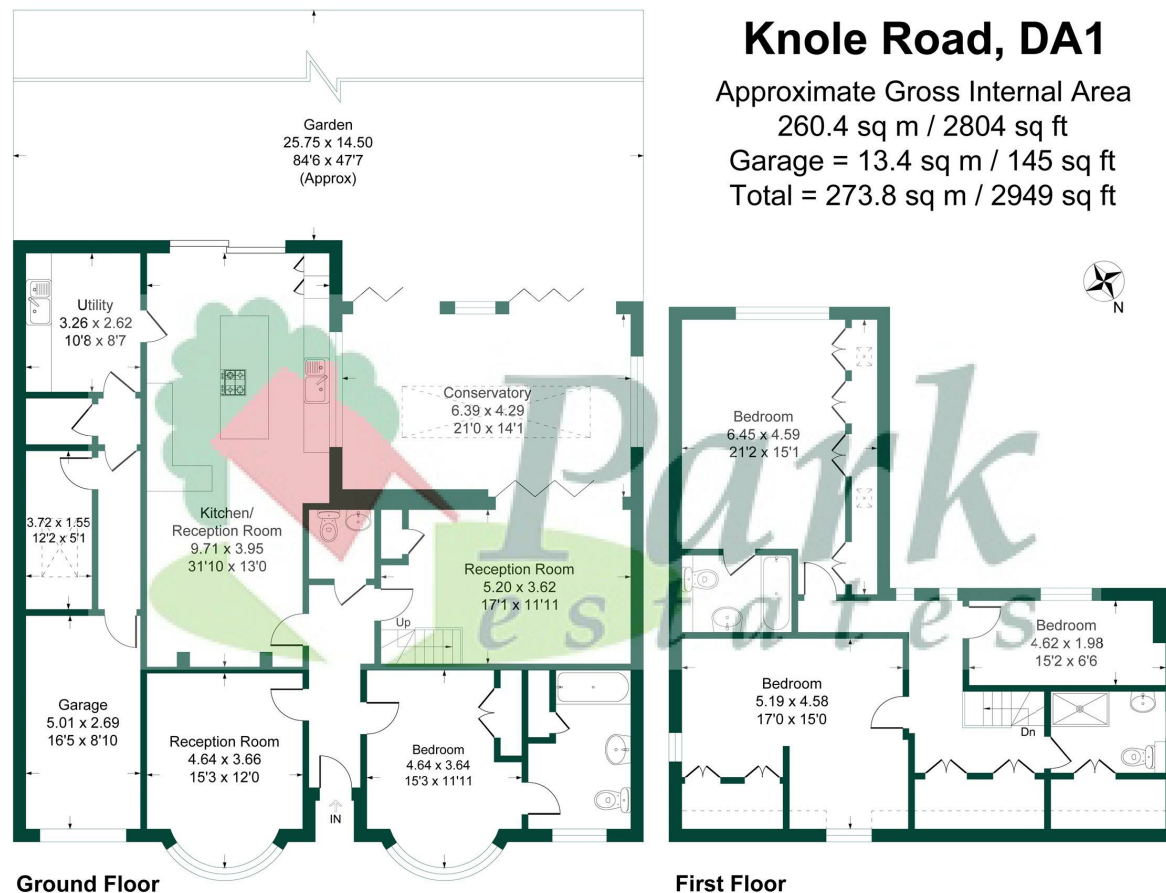 Knole Road, DA1
Approximate Gross Internal Area
260.4 sq m / 2804 sq ft
Garage = 13.4 sq m / 145 sq ft
Total = 273.8 sq m / 2949 sq ft
Garden
25.75 x 14.50
84'6 x 47'7
(Approx)
N
Utility
3.26 x 2.62
10'8 x 8'7
Conservatory
6.39 x 4.29
21'0 x 14'1
3.72 x 1.55
12'2 x 5'1
Kitchen/
Reception Room
9.71 x 3.95
31'10 x 13'0
Reception Room
5.20 x 3.62
17'1 x 11'11
Up
Garage
5.01 x 2.69
16'5 x 8'10
Reception Room
4.64 x 3.66
15'3 x 12'0
Bedroom
4.64 x 3.64
15'3 x 11'11
IN
Ground Floor
Bedroom
6.45 x 4.59
21'2 x 15'1
Bedroom
4.62 x 1.98
15'2 x 6'6
Bedroom
5.19 x 4.58
17'0 x 15'0
Dn
First Floor
Park
estates